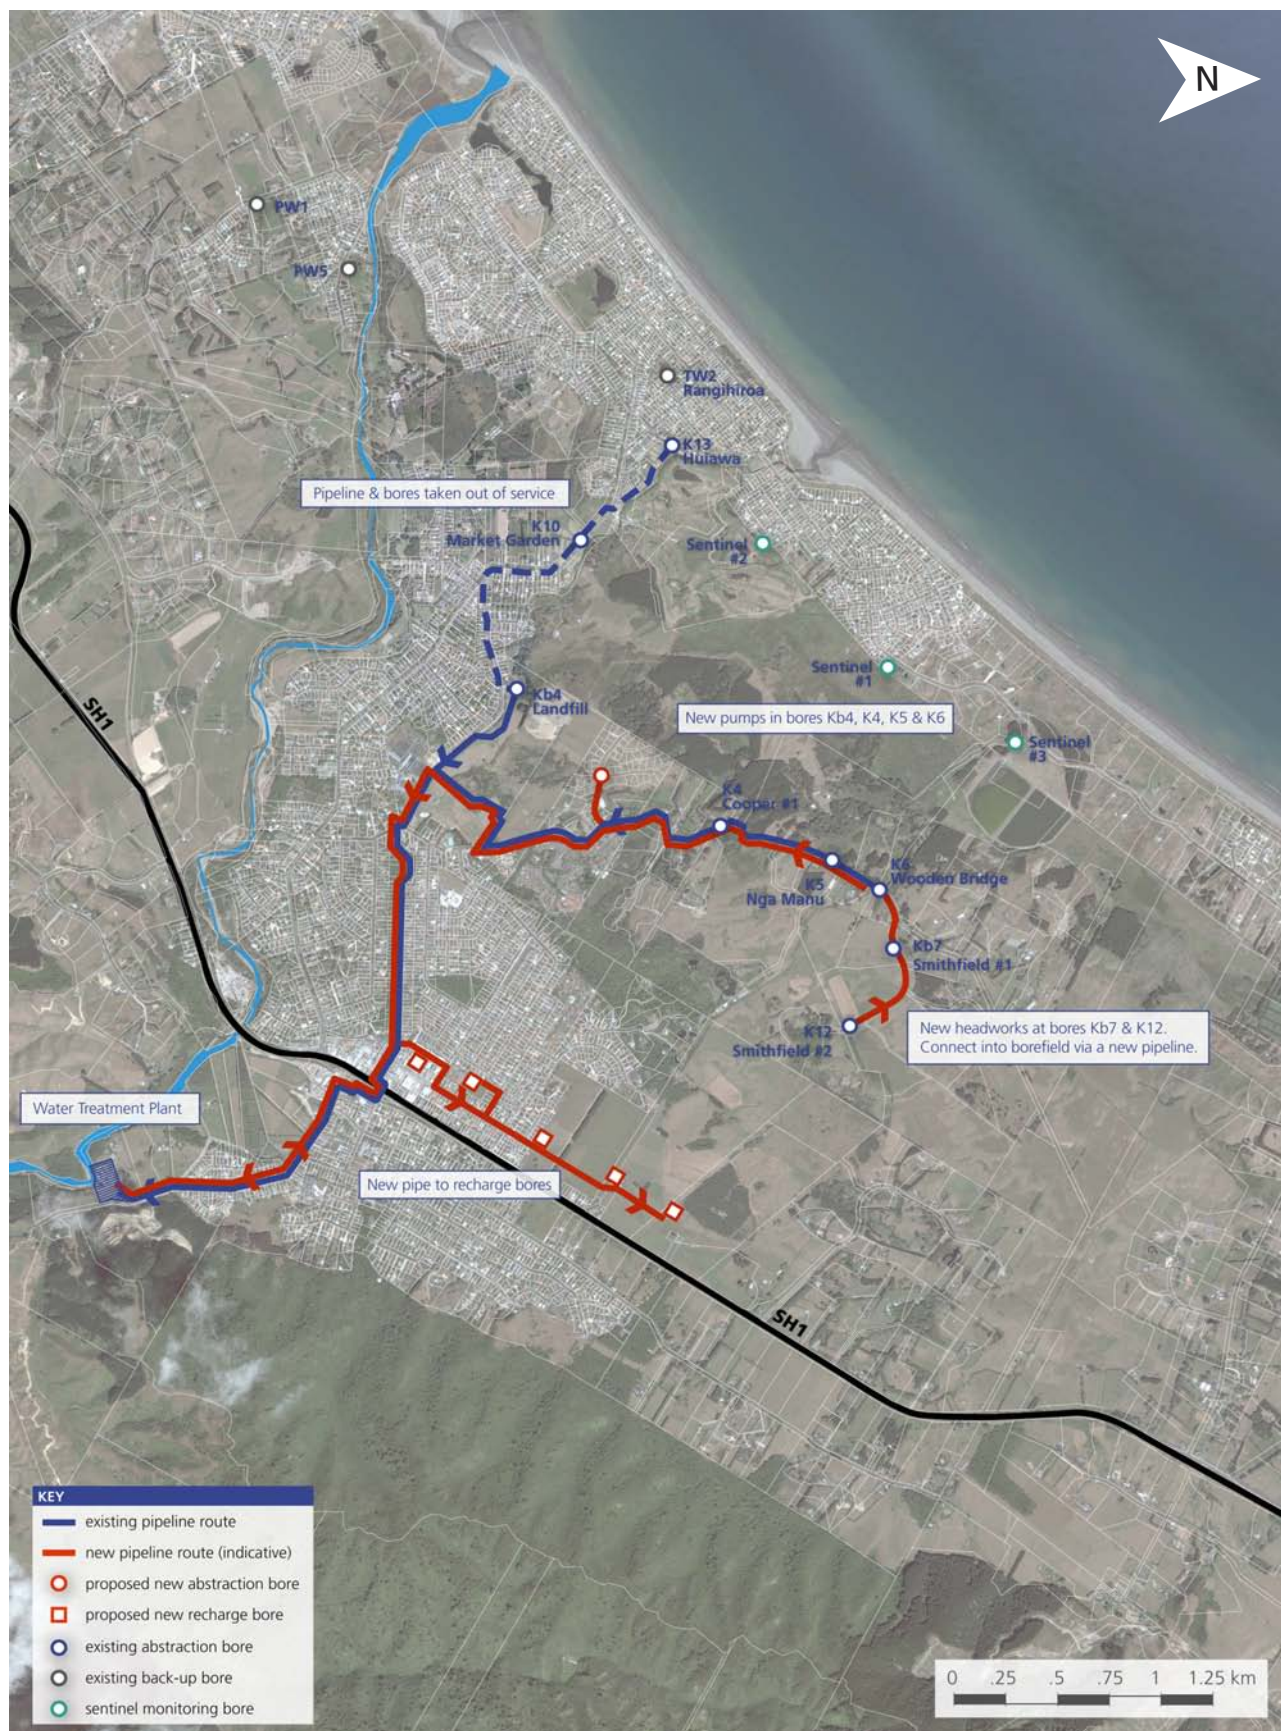 N
PW1
PW5
TW2
Rangihiroa
K13
Huiawa
Pipeline & bores taken out of service
K10
Market Garden
Sentinel
#2
Sentinel
#1
Kb4
Landfill
New pumps in bores Kb4, K4, K5 & K6
SH1
Sentinel
#3
K4
Cooper #1
K6
Wooden Bridge
K5
Nga Manu
Kb7
Smithfield #1
K12
Smithfield #2
New headworks at bores Kb7 & K12.
Connect into borefield via a new pipeline.
Water Treatment Plant
New pipe to recharge bores
SH1
KEY
existing pipeline route
new pipeline route (indicative)
proposed new abstraction bore
proposed new recharge bore
existing abstraction bore
existing back-up bore
sentinel monitoring bore
0 .25 .5 .75 1 1.25 km